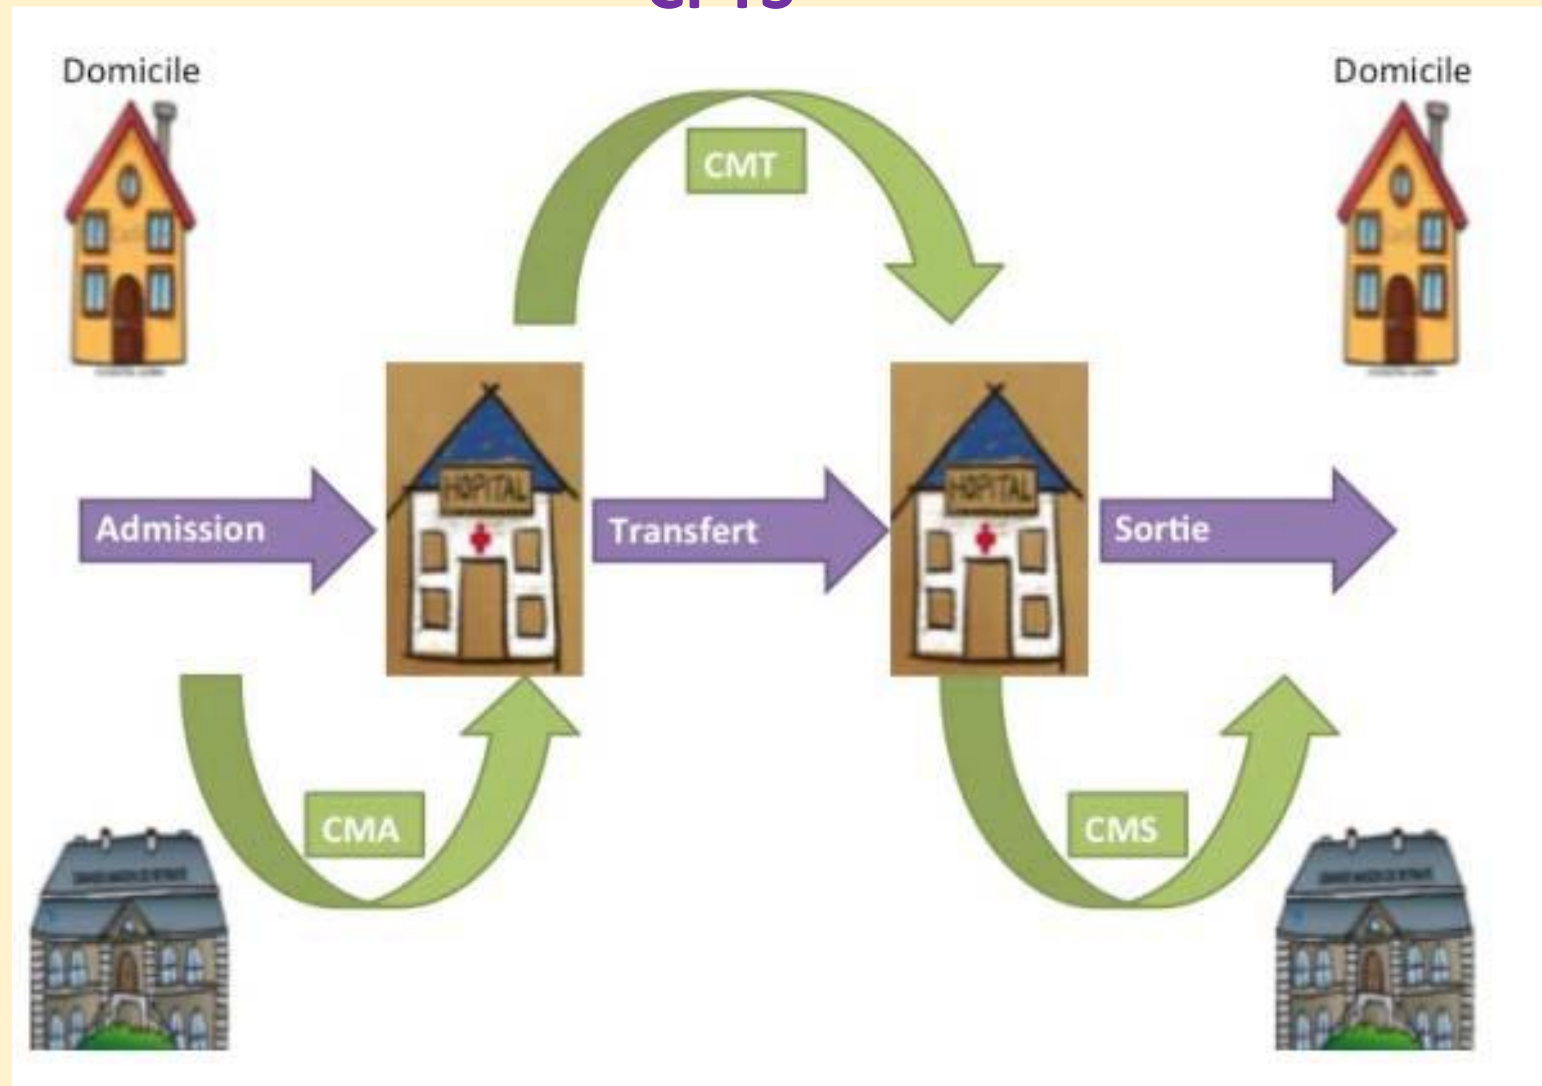 Domicile
Domicile
CMT
HOPITAL
HOPITAL
Admission
Transfert
Sortie
CMA
CMS